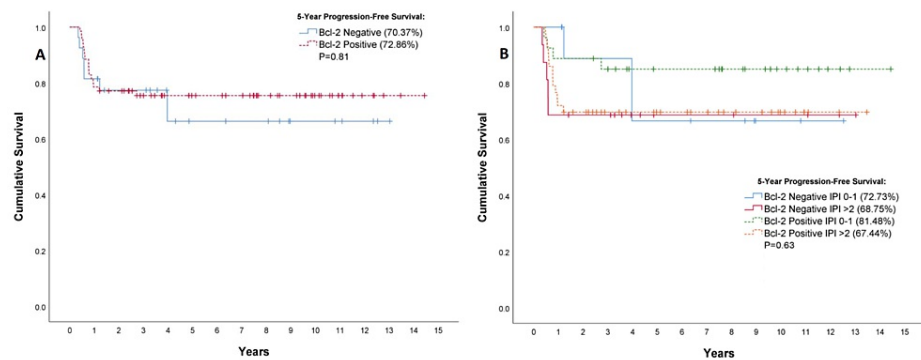 A
5-Year Progression-Free Survival:
Bcl-2 Negative (70.37%)
Bcl-2 Positive (72.86%)
P=0.81
Cumulative Survival
1.0
0.8
0.6
0.4
0.2
0.0
0 1 2 3 4 5 6 7 8 9 10 11 12 13 14 15
Years
B
Cumulative Survival
1.0
0.8
0.6
0.4
0.2
0.0
5-Year Progression-Free Survival:
Bcl-2 Negative IPI 0-1 (72.73%)
Bcl-2 Negative IPI >2 (68.75%)
Bcl-2 Positive IPI 0-1 (81.48%)
Bcl-2 Positive IPI >2 (67.44%)
P=0.63
0 1 2 3 4 5 6 7 8 9 10 11 12 13 14 15
Years